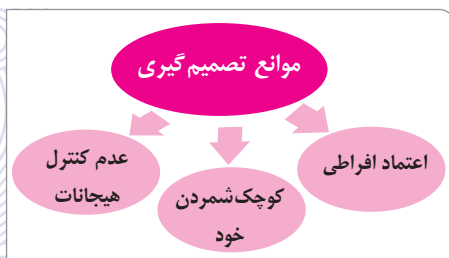 موانع تصمیم‌گیری
اعتماد افراطی
کوچک‌شمردن
خود
عدم کنترل
هیجانات